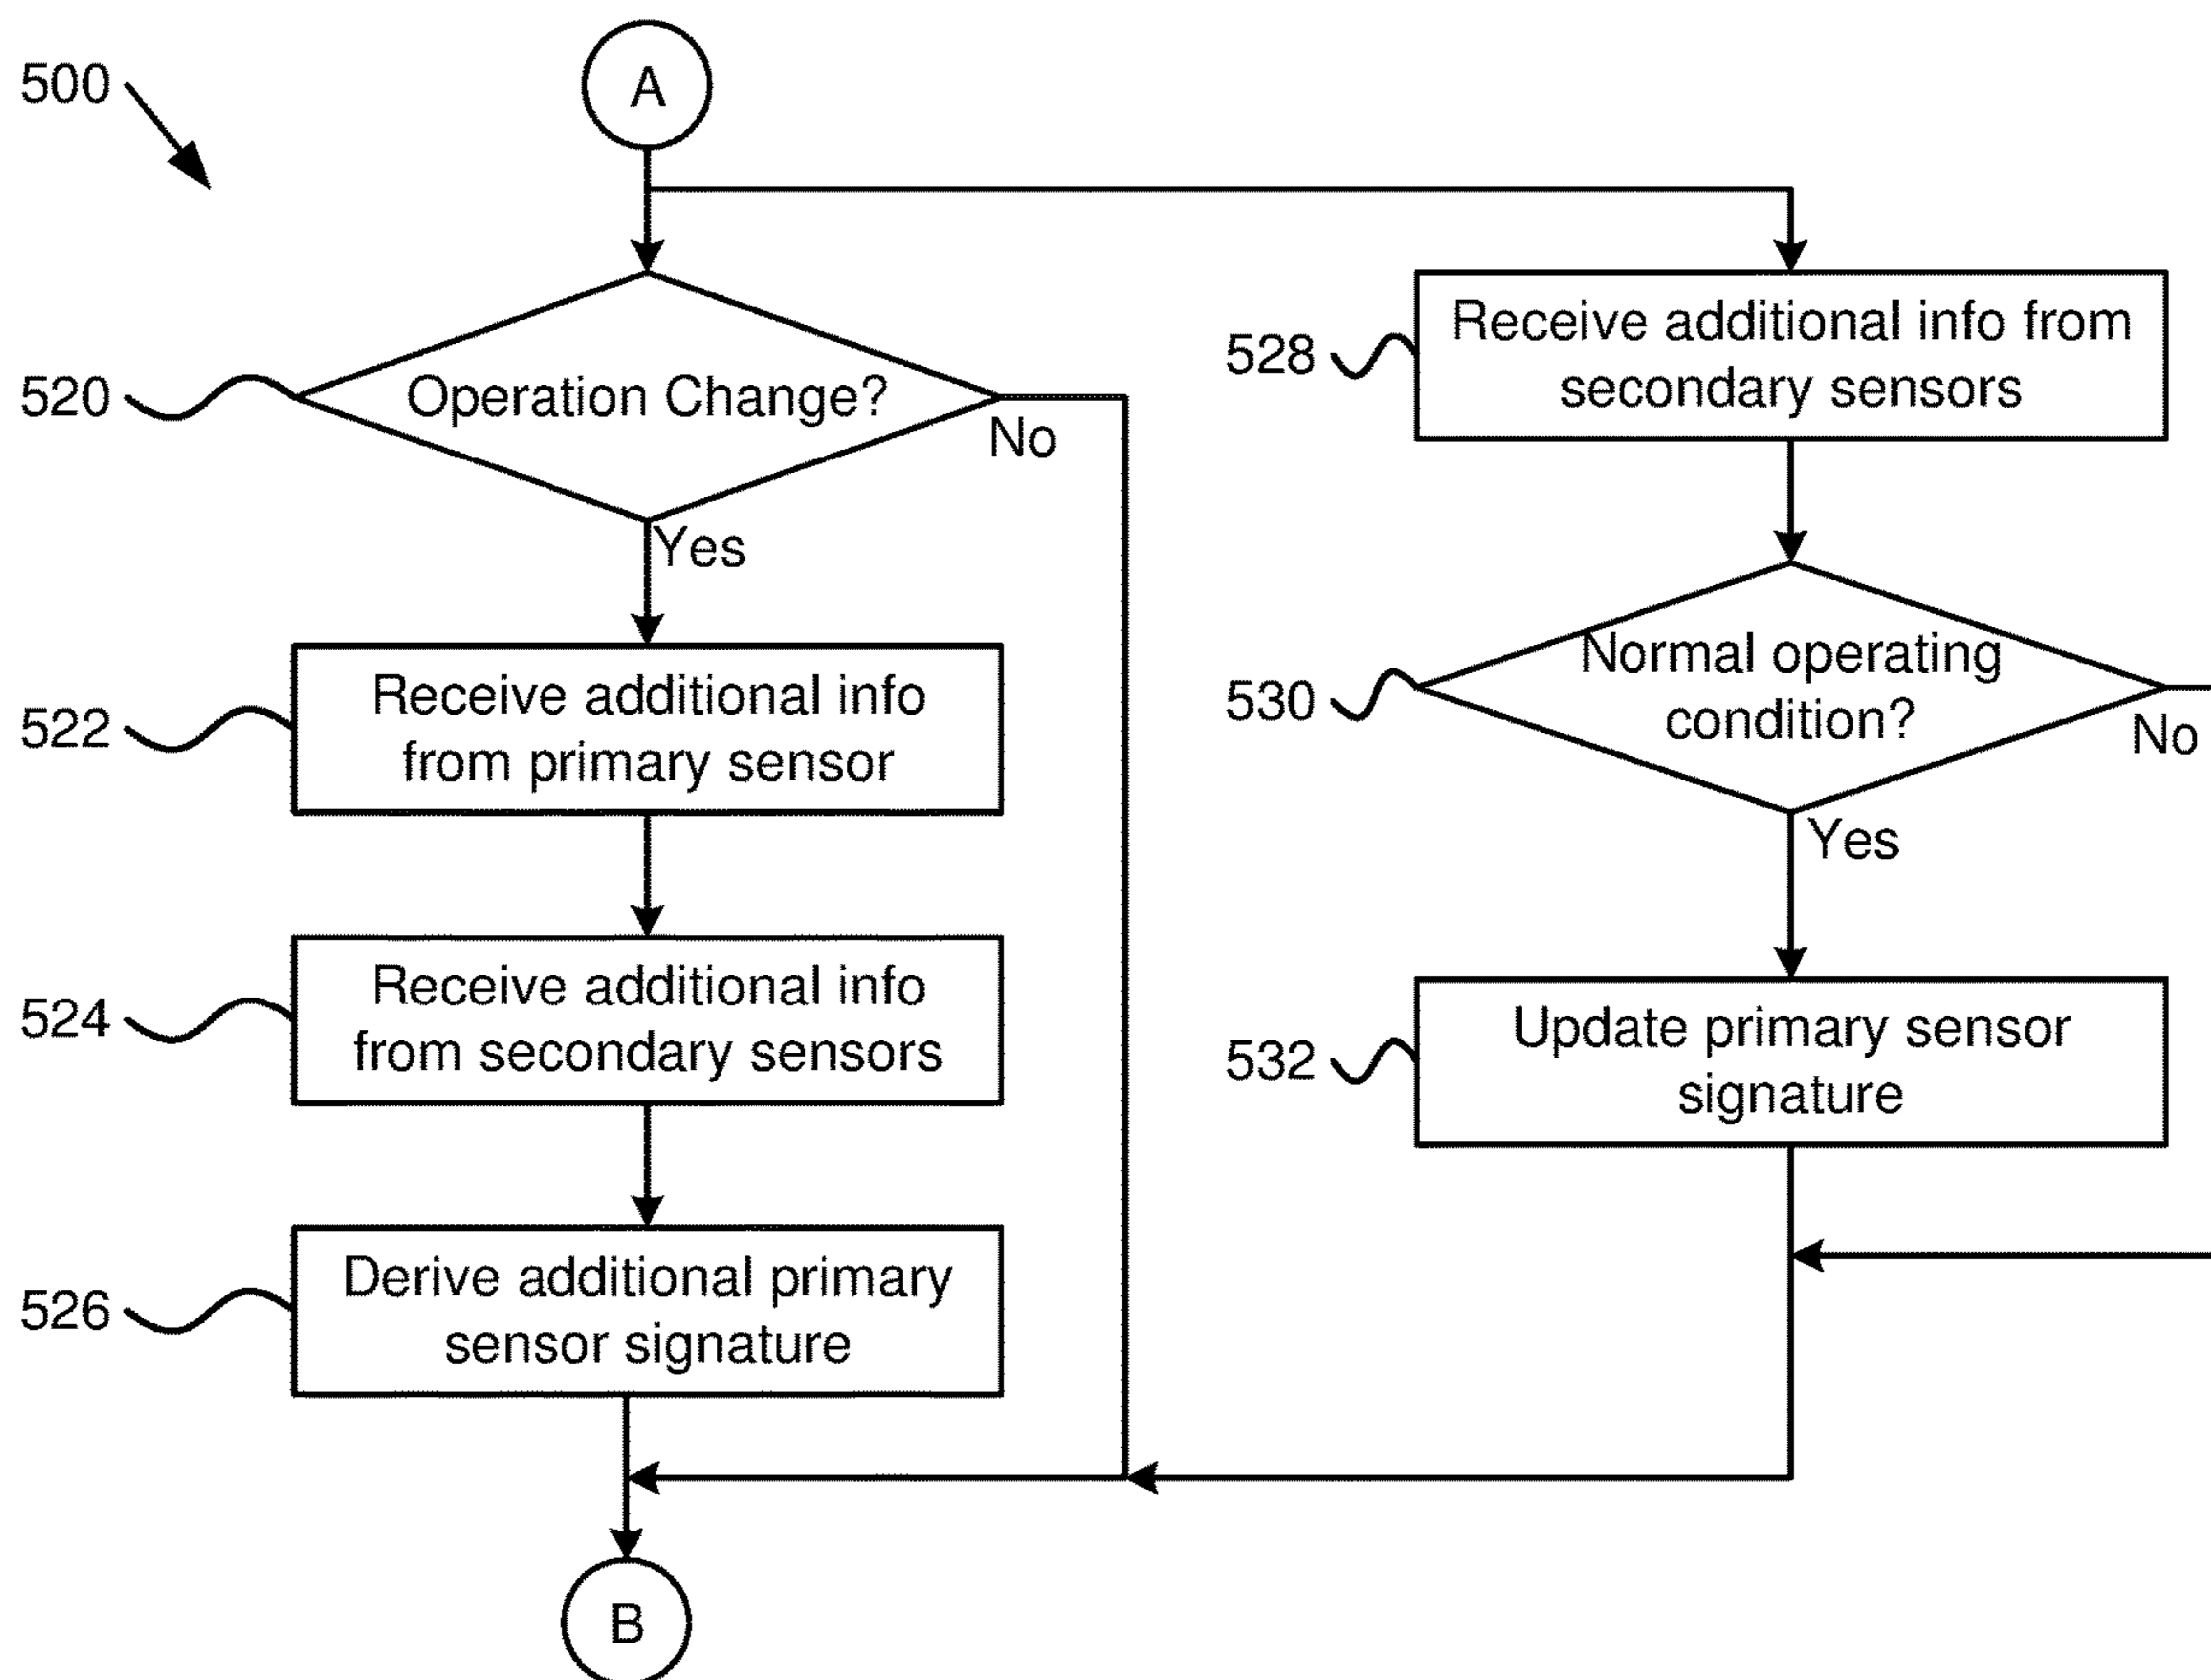 500
A
520
Operation Change?
No
Yes
522
Receive additional info
from primary sensor
524
Receive additional info
from secondary sensors
526
Derive additional primary
sensor signature
B
528
Receive additional info from
secondary sensors
530
Normal operating
condition?
No
Yes
532
Update primary sensor
signature